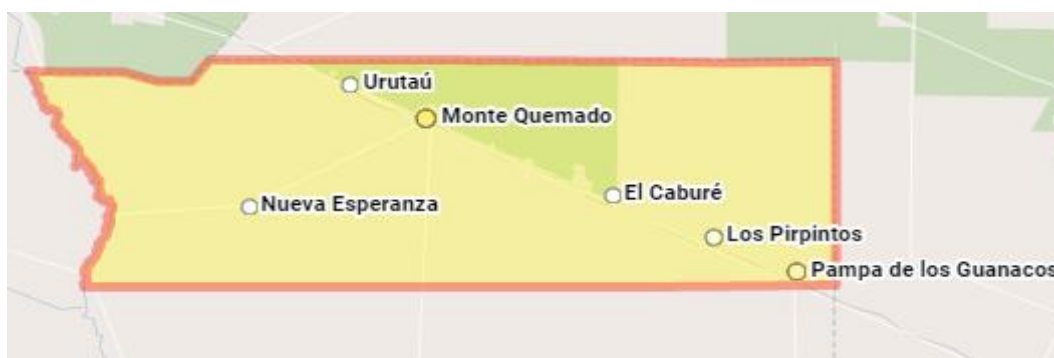 Urutaú
Monte Quemado
El Caburé
Nueva Esperanza
Los Pirpintos
Pampa de los Guanacos